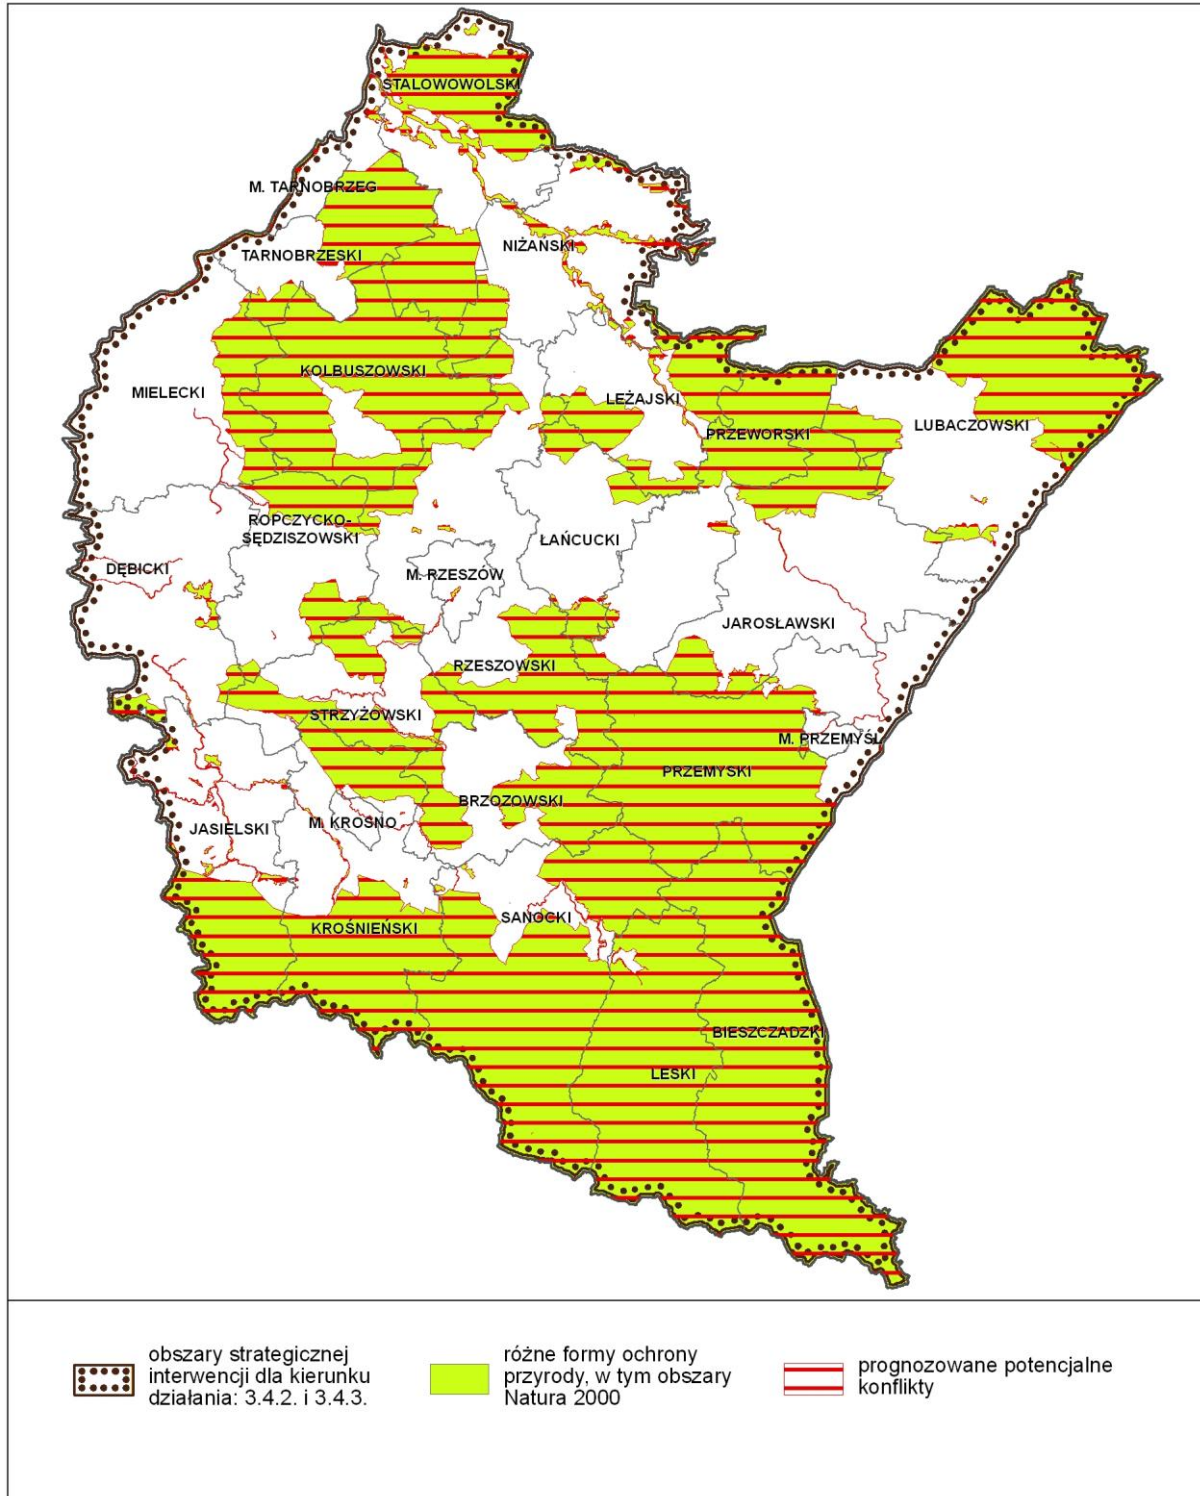 STALOWOWOLSKI
M. TARNOBRZEG
NIŻAŃSKI
TARNOBRZESKI
KOLBUSZOWSKI
MIELECKI
LEŻAJSKI
LUBACZOWSKI
PRZEWORSKI
ROPCZYCKO-
SĘDZISZOWSKI
ŁAŃCUCKI
DĘBICKI
M. RZESZÓW
JAROSŁAWSKI
RZESZOWSKI
STRZYŻOWSKI
M. PRZEMYŚL
PRZEMYSKI
BRZOZOWSKI
M. KROSNO
JASIELSKI
SANOCKI
KROŚNIEŃSKI
BIESZCZADZKI
LESKI
obszary strategicznej
interwencji dla kierunku
działania: 3.4.2. i 3.4.3.
różne formy ochrony
przyrody, w tym obszary
Natura 2000
prognozowane potencjalne
konflikty